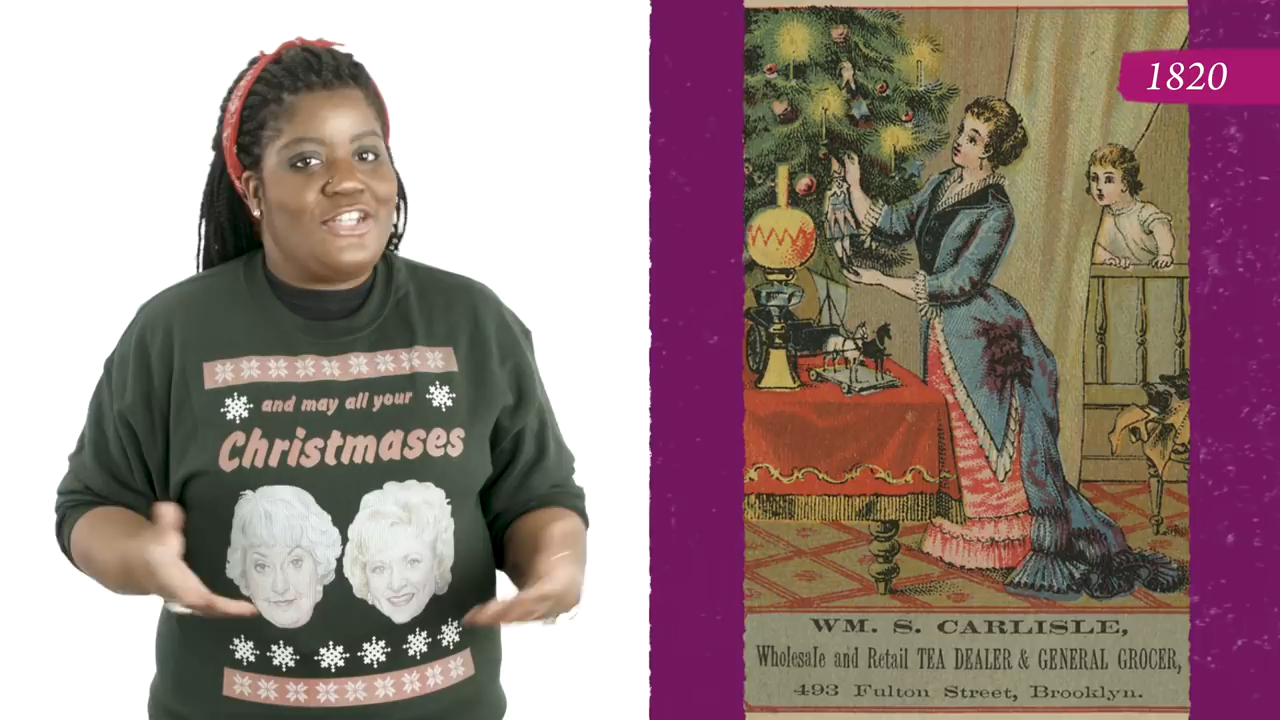 and may all your
Christmases
1820
WM. S. CARLISLE,
Wholesale and Retail TEA DEALER & GENERAL GROCER,
493 Fulton Street, Brooklyn.